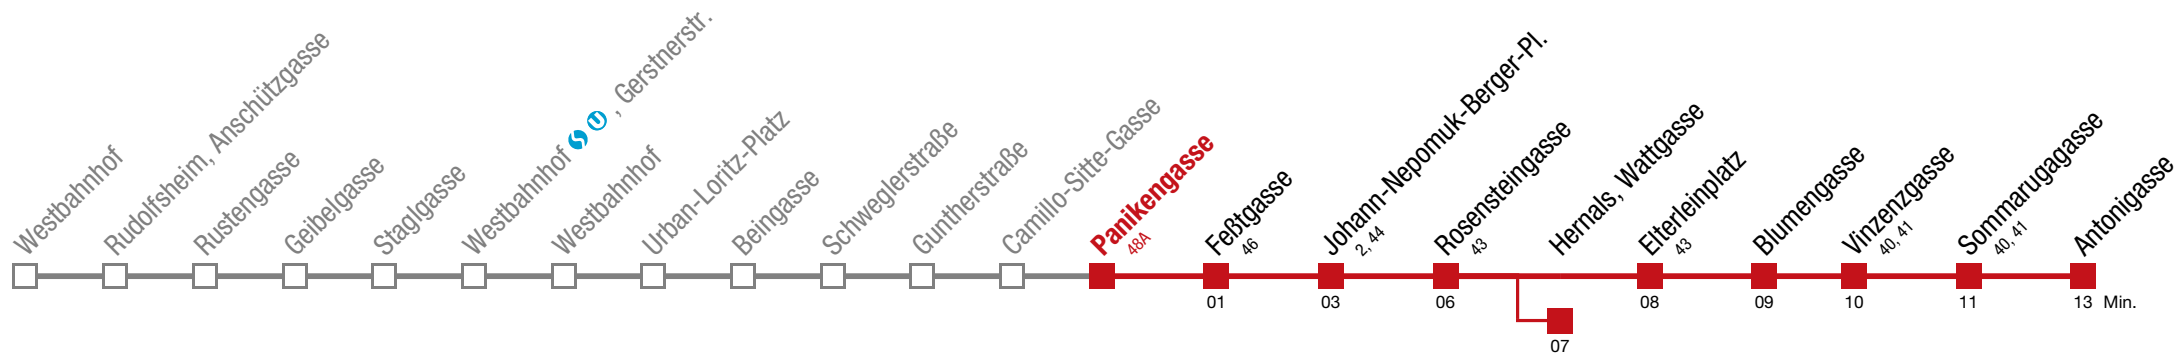 Westbahnhof
Rudolfsheim, Anschützgasse
Rustengasse
Geibelgasse
Staglgasse
Westbahnhof S U , Gerstnerstr.
Westbahnhof
Urban-Loritz-Platz
Beingasse
Schweglerstraße
Guntherstraße
Camillo-Sitte-Gasse
Panikengasse
48A
Feßtgasse
46
Johann-Nepomuk-Berger-Pl.
2, 44
Rosensteingasse
43
Hernals, Wattgasse
Elterleinplatz
43
Blumengasse
Vinzenzgasse
40, 41
Sommarugagasse
40, 41
Antonigasse
01
03
06
08
09
10
11
13 Min.
07